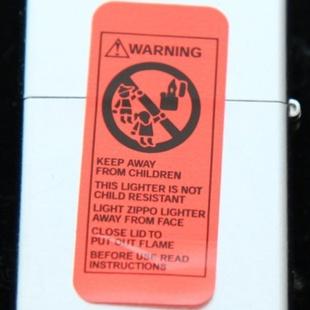 WARNING
KEEP AWAY
FROM CHILDREN
THIS LIGHTER IS NOT
CHILD RESISTANT
LIGHT ZIPPO LIGHTER
AWAY FROM FACE
CLOSE LID TO
PUT OUT FLAME
BEFORE USE READ
INSTRUCTIONS